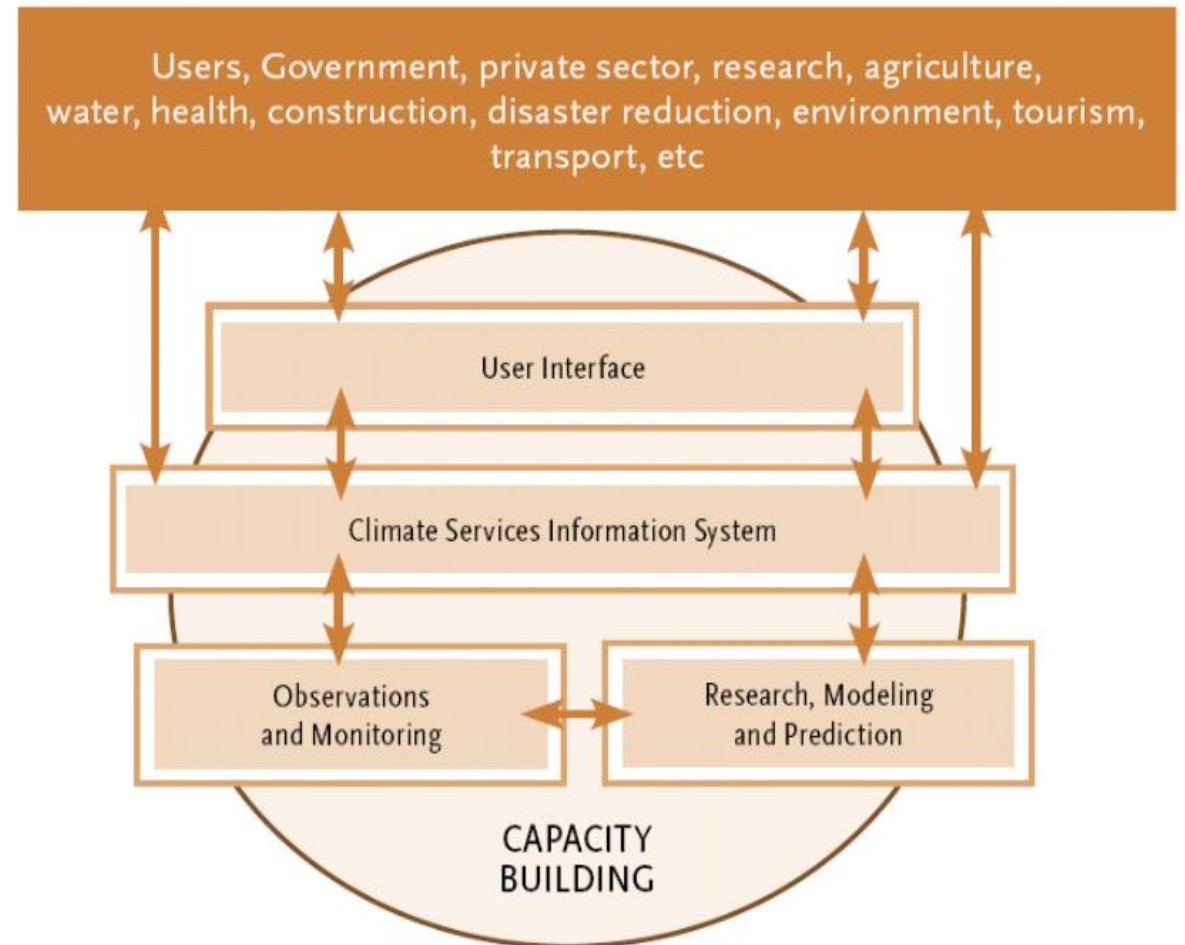 Users, Government, private sector, research, agriculture,
water, health, construction, disaster reduction, environment, tourism,
transport, etc
User Interface
Climate Services Information System
Observations
and Monitoring
Research, Modeling
and Prediction
CAPACITY
BUILDING